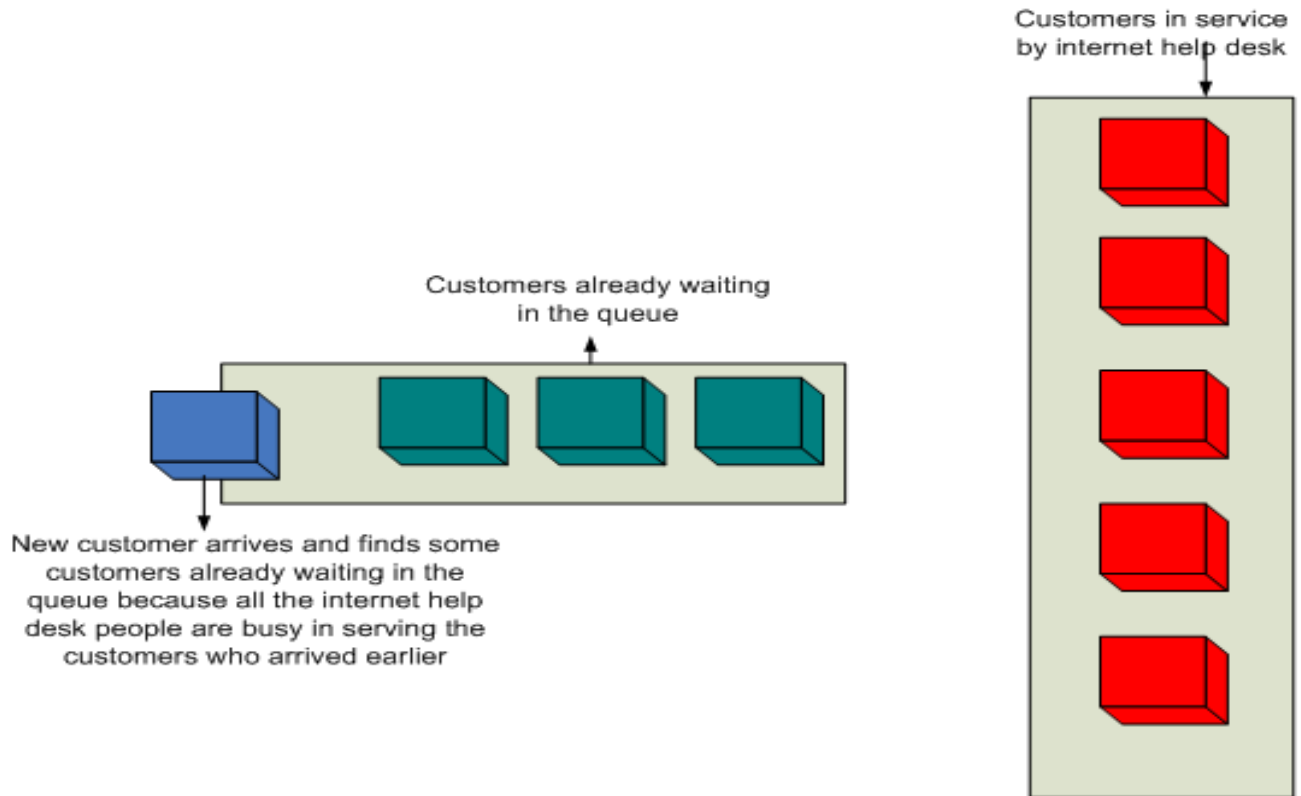 Customers in service
by internet help desk
Customers already waiting
in the queue
New customer arrives and finds some
customers already waiting in the
queue because all the internet help
desk people are busy in serving the
customers who arrived earlier